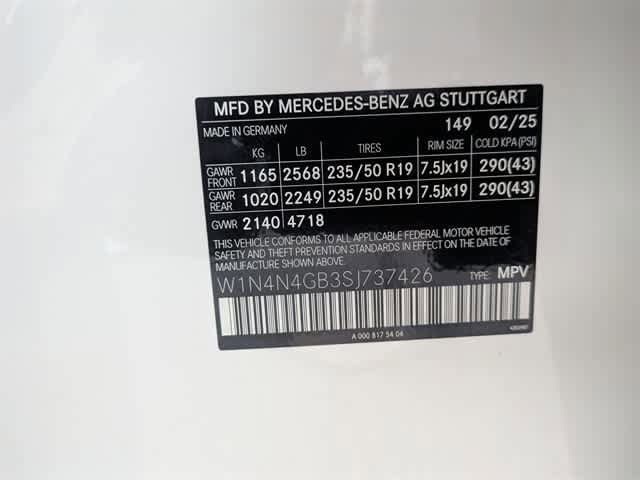 MFD BY MERCEDES-BENZ AG STUTTGART
MADE IN GERMANY 149 02/25
KG LB TIRES RIM SIZE COLD KPA(PSI)
GAWR FRONT 1165 2568 235/50 R19 7.5Jx19 290(43)
GAWR REAR 1020 2249 235/50 R19 7.5Jx19 290(43)
GVWR 2140 4718
THIS VEHICLE CONFORMS TO ALL APPLICABLE FEDERAL MOTOR VEHICLE
SAFETY AND THEFT PREVENTION STANDARDS IN EFFECT ON THE
DATE OF MANUFACTURE SHOWN ABOVE.
W1N4N4GB3SJ737426 TYPE: MPV
A 000 817 54 04